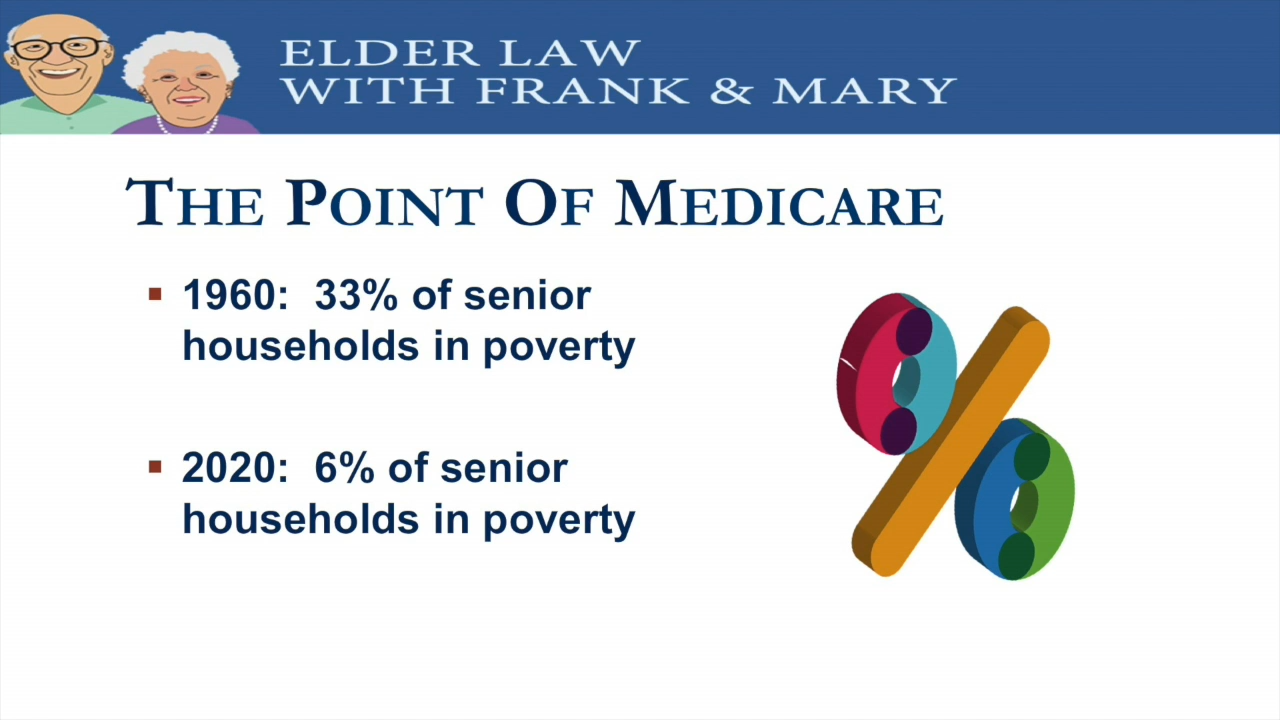 ELDER LAW
WITH FRANK & MARY
THE POINT OF MEDICARE
▪ 1960: 33% of senior
households in poverty
▪ 2020: 6% of senior
households in poverty
%